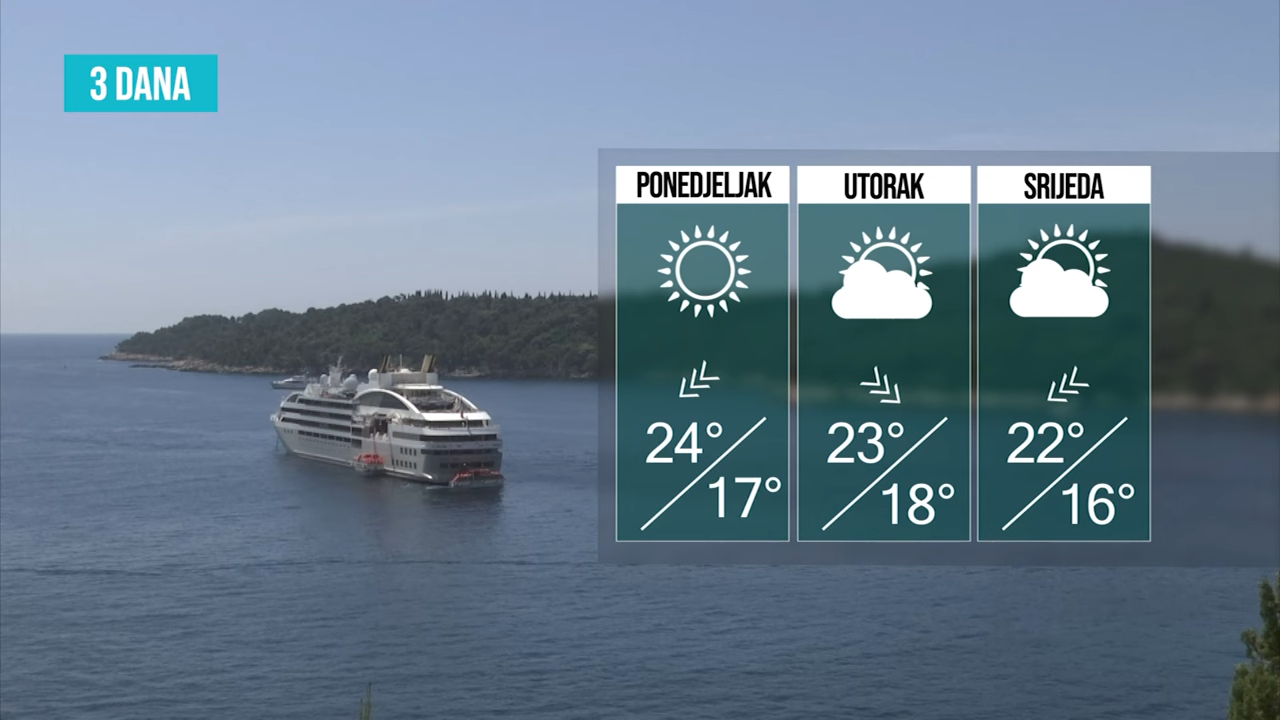 3 DANA
PONEDJELJAK
24°
17°
UTORAK
23°
18°
SRIJEDA
22°
16°